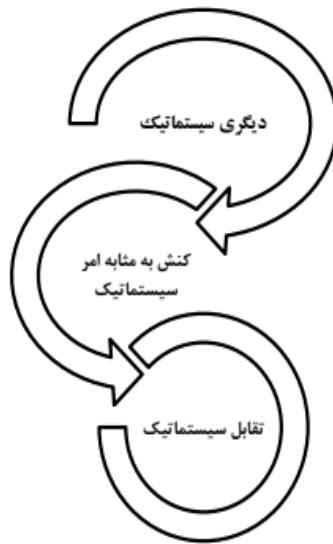 دیگری سیستماتیک
کنش به مثابه امر
سیستماتیک
تقابل سیستماتیک